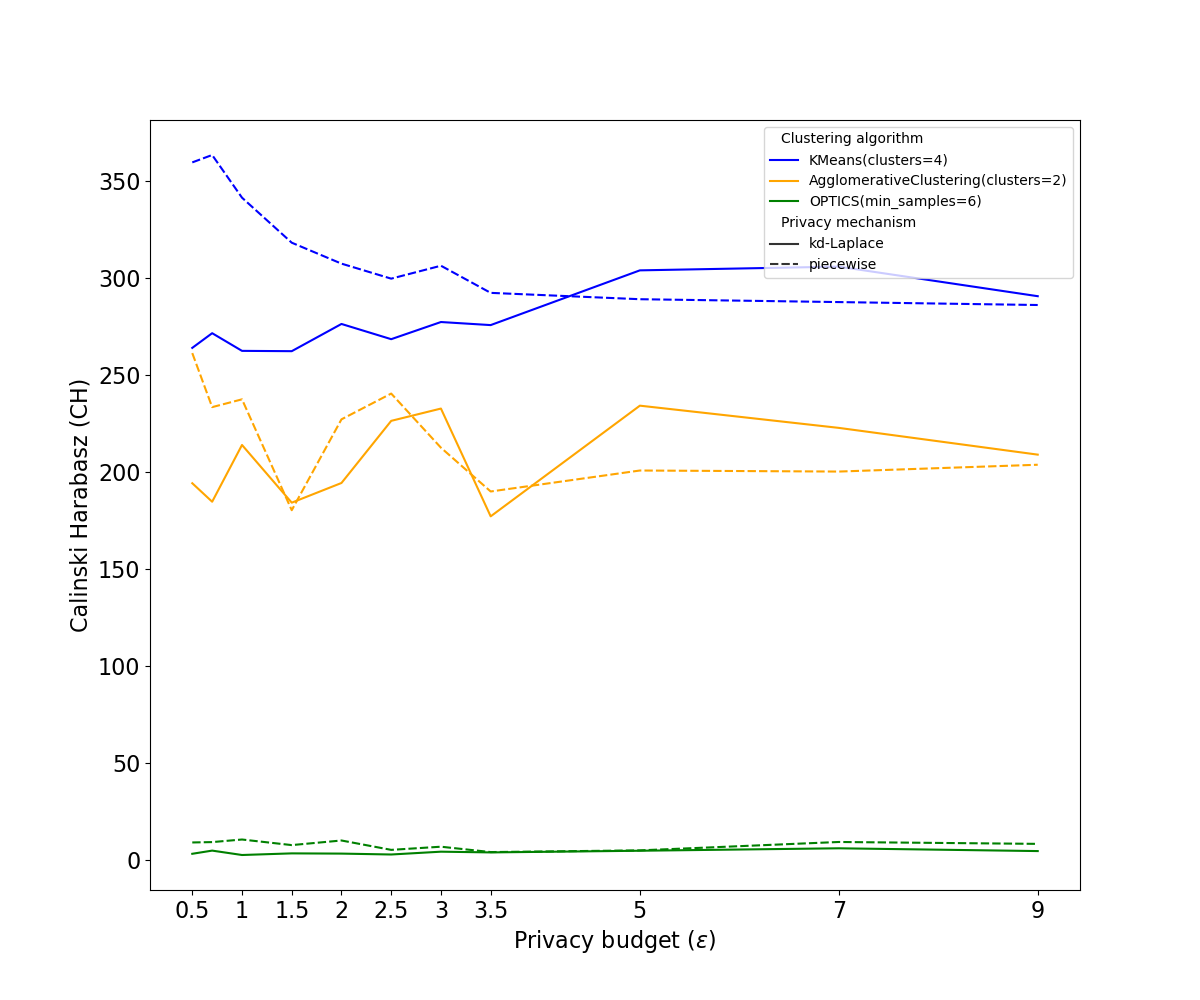 Clustering algorithm
KMeans(clusters=4)
AgglomerativeClustering(clusters=2)
OPTICS(min_samples=6)
Privacy mechanism
kd-Laplace
piecewise
350
300
250
200
150
100
50
0
Calinski Harabasz (CH)
0.5 1 1.5 2 2.5 3 3.5 5 7 9
Privacy budget (ε)